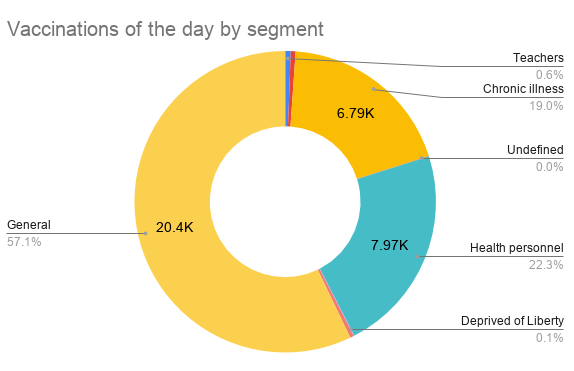 Vaccinations of the day by segment
Teachers
0.6%
Chronic illness
19.0%
6.79K
Undefined
0.0%
General
57.1%
20.4K
7.97K
Health personnel
22.3%
Deprived of Liberty
0.1%